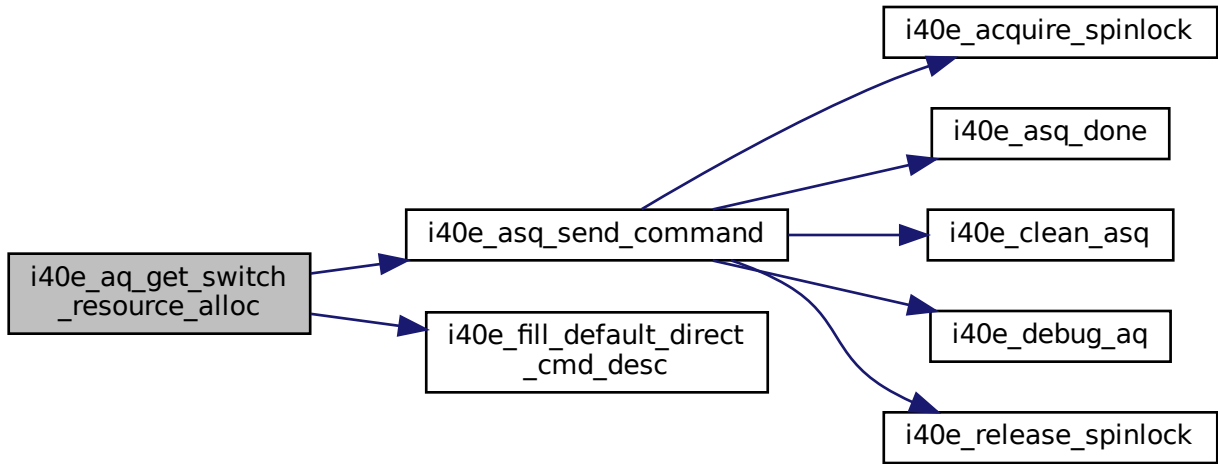 i40e_aq_get_switch
_resource_alloc
i40e_asq_send_command
i40e_fill_default_direct
_cmd_desc
i40e_acquire_spinlock
i40e_asq_done
i40e_clean_asq
i40e_debug_aq
i40e_release_spinlock